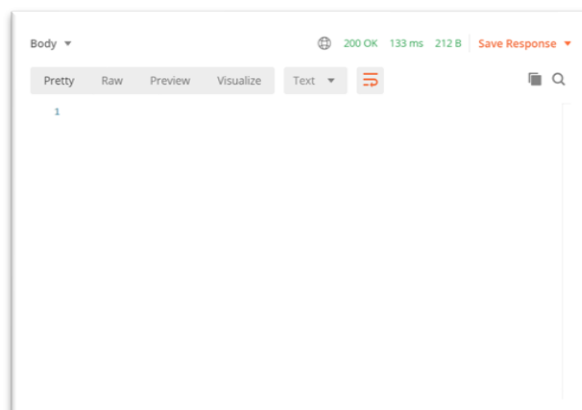 Body 200 OK 133 ms 212 B Save Response
Pretty Raw Preview Visualize Text
1